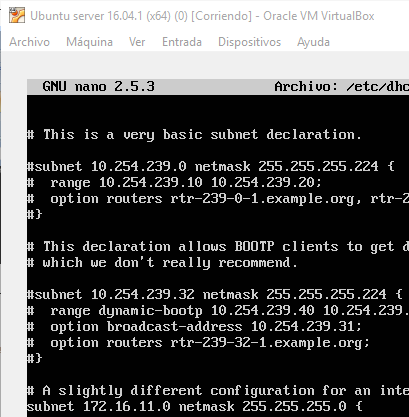 Ubuntu server 16.04.1 (x64) (0) [Corriendo] - Oracle VM VirtualBox
Archivo Máquina Ver Entrada Dispositivos Ayuda
GNU nano 2.5.3 Archivo: /etc/dhc
# This is a very basic subnet declaration.
#subnet 10.254.239.0 netmask 255.255.255.224 {
# range 10.254.239.10 10.254.239.20;
# option routers rtr-239-0-1.example.org, rtr-2
#}
# This declaration allows BOOTP clients to get d
# which we don't really recommend.
#subnet 10.254.239.32 netmask 255.255.255.224 {
# range dynamic-bootp 10.254.239.40 10.254.239.
# option broadcast-address 10.254.239.31;
# option routers rtr-239-32-1.example.org;
#}
# A slightly different configuration for an inte
subnet 172.16.11.0 netmask 255.255.255.0 {